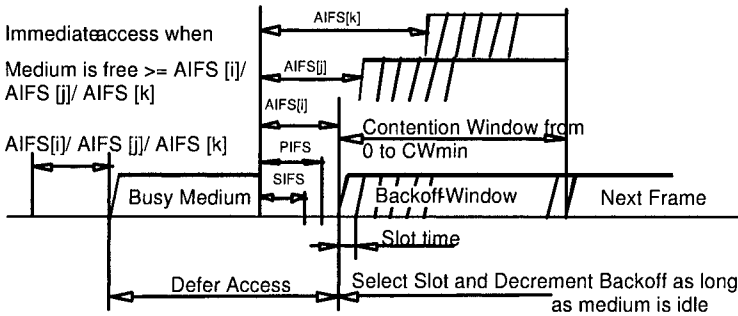 AIFS[k]
Immediate access when
Medium is free >= AIFS [i]/
AIFS [j]/ AIFS [k]
AIFS[j]
AIFS[i]
AIFS[i]/ AIFS [j]/ AIFS [k]
Contention Window from
0 to CWmin
PIFS
SIFS
Busy Medium
Backoff-Window
Next Frame
Slot time
Defer Access
Select Slot and Decrement Backoff as long
as medium is idle